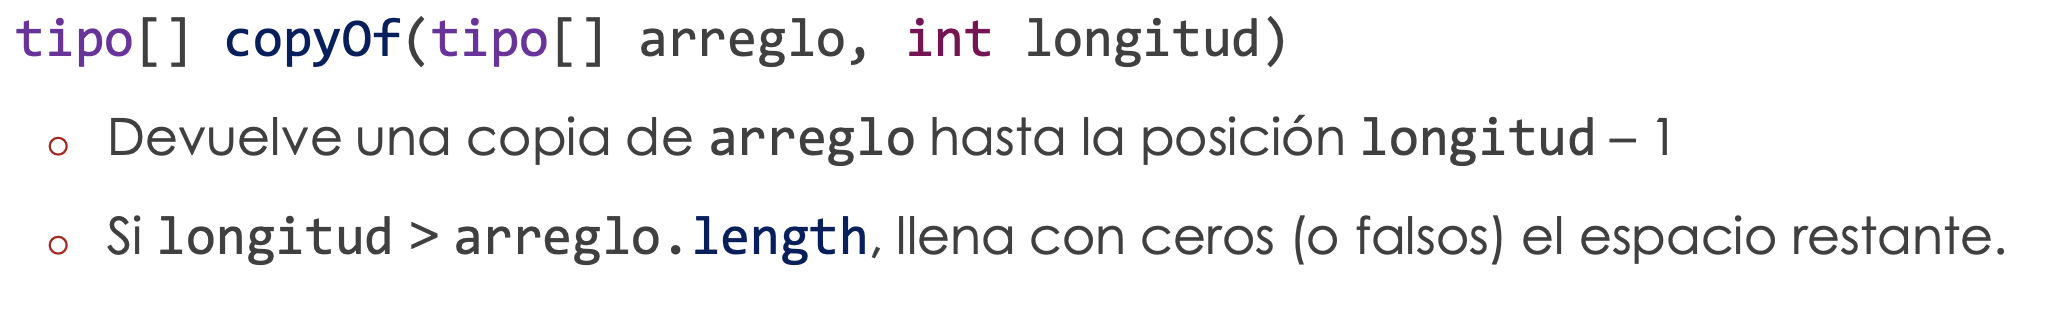 tipo[] copyOf(tipo[] arreglo, int longitud)
o Devuelve una copia de arreglo hasta la posición longitud – 1
o Si longitud > arreglo.length, llena con ceros (o falsos) el espacio restante.